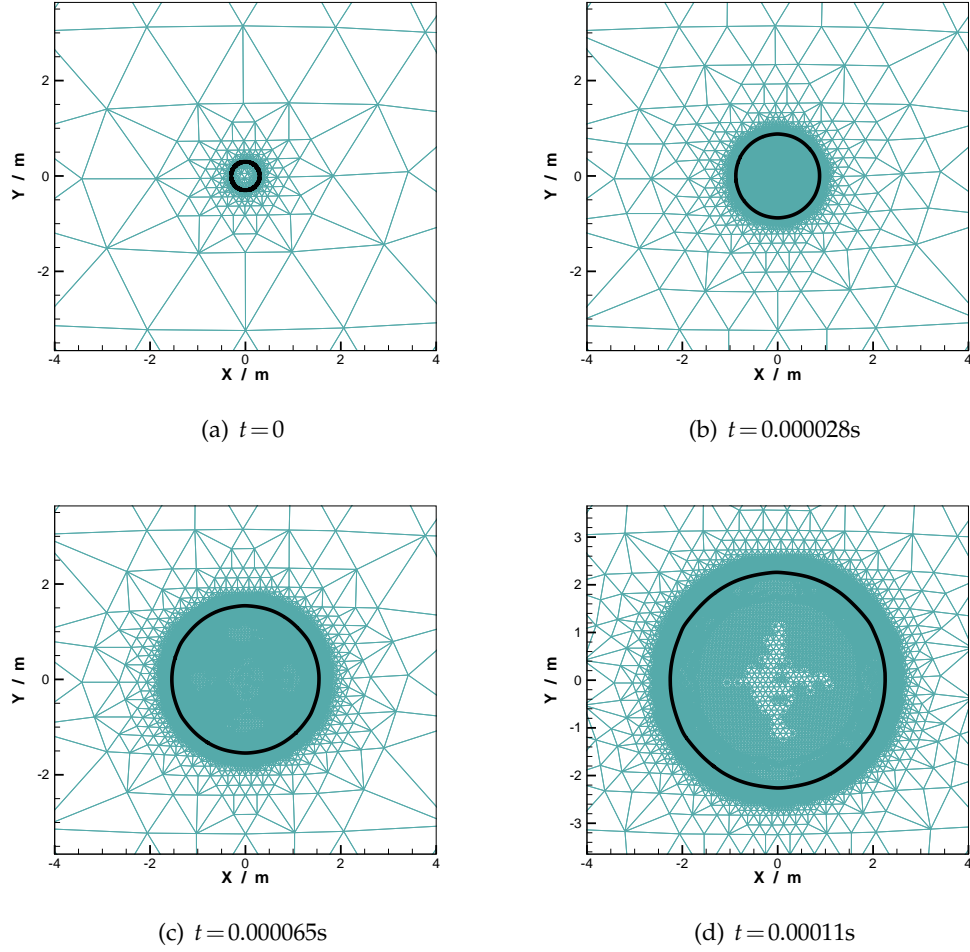 Y / m
2
0
-2
-4 -2 0 2 4
X / m
(a) t=0
Y / m
2
0
-2
-4 -2 0 2 4
X / m
(b) t=0.000028s
Y / m
2
0
-2
-4 -2 0 2 4
X / m
(c) t=0.000065s
Y / m
3
2
1
0
-1
-2
-3
-4 -2 0 2 4
X / m
(d) t=0.00011s